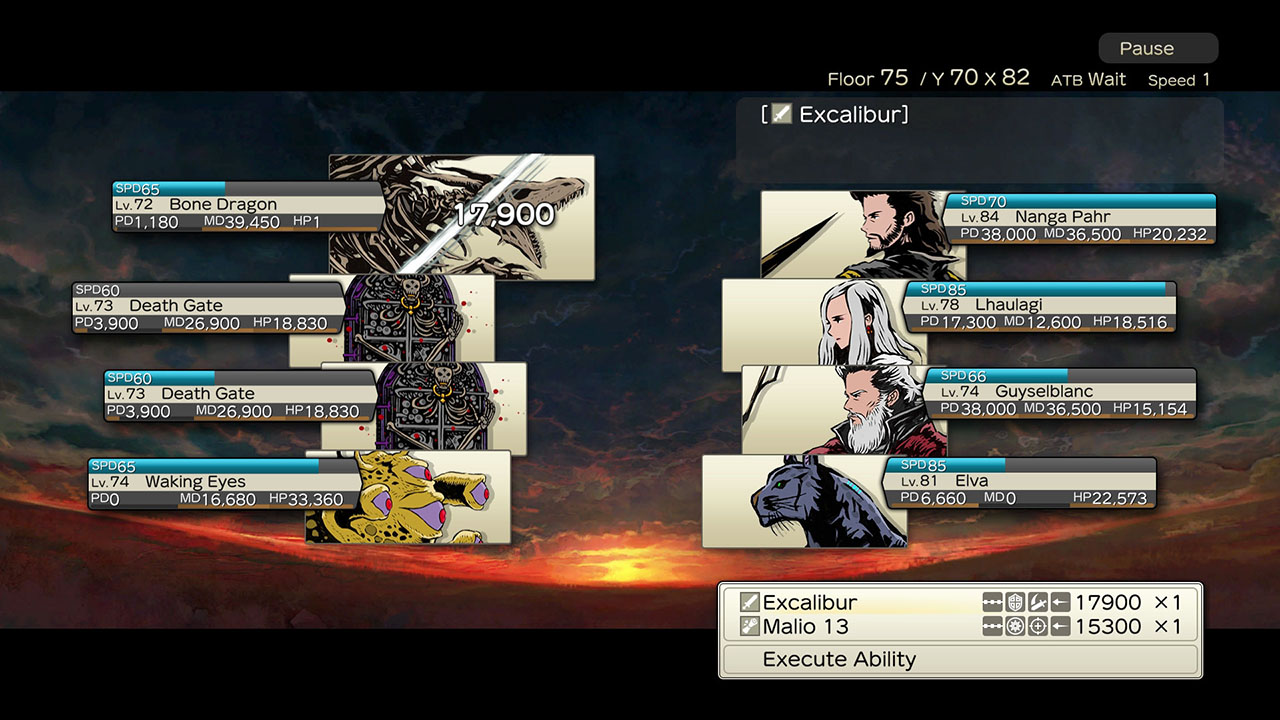 Pause
Floor 75 / Y 70 x 82 ATB Wait Speed 1
[Excalibur]
SPD65
Lv.72 Bone Dragon
PD1,180 MD39,450 HP1
17,900
SPD60
Lv.73 Death Gate
PD3,900 MD26,900 HP18,830
SPD60
Lv.73 Death Gate
PD3,900 MD26,900 HP18,830
SPD65
Lv.74 Waking Eyes
PD0 MD16,680 HP33,360
SPD70
Lv.84 Nanga Pahr
PD38,000 MD36,500 HP20,232
SPD85
Lv.78 Lhaulagi
PD17,300 MD12,600 HP18,516
SPD66
Lv.74 Guyselblanc
PD38,000 MD36,500 HP15,154
SPD85
Lv.81 Elva
PD6,660 MD0 HP22,573
Excalibur 17900 ×1
Malio 13 15300 ×1
Execute Ability